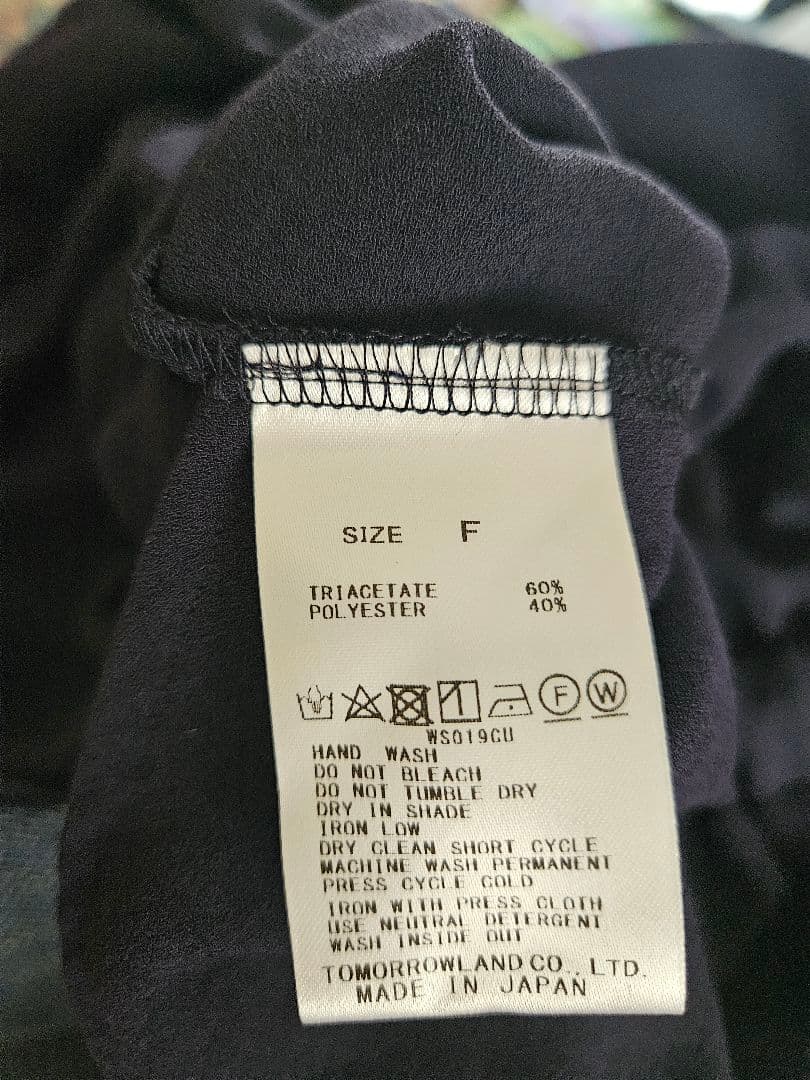 SIZE F
TRIACETATE 60%
POLYESTER 40%
F W
WS019CU
HAND WASH
DO NOT BLEACH
DO NOT TUMBLE DRY
DRY IN SHADE
IRON LOW
DRY CLEAN SHORT CYCLE
MACHINE WASH PERMANENT
PRESS CYCLE COLD
IRON WITH PRESS CLOTH
USE NEUTRAL DETERGENT
WASH INSIDE OUT
TOMORROWLAND CO., LTD.
MADE IN JAPAN